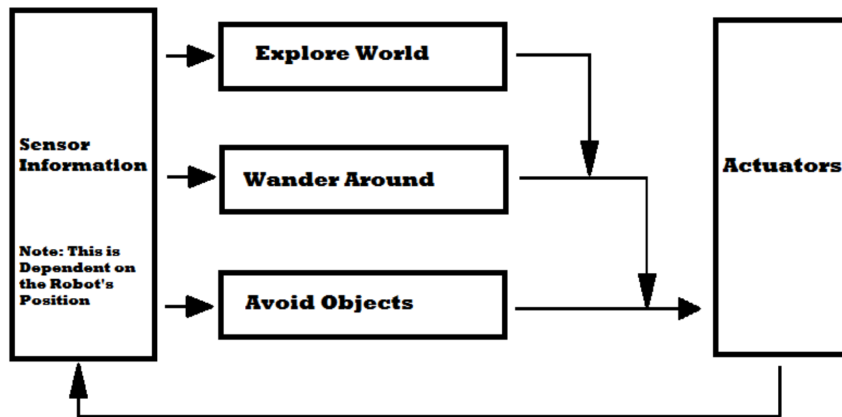 Explore World
Sensor
Information
Wander Around
Actuators
Note: This is
Dependent on
the Robot's
Position
Avoid Objects